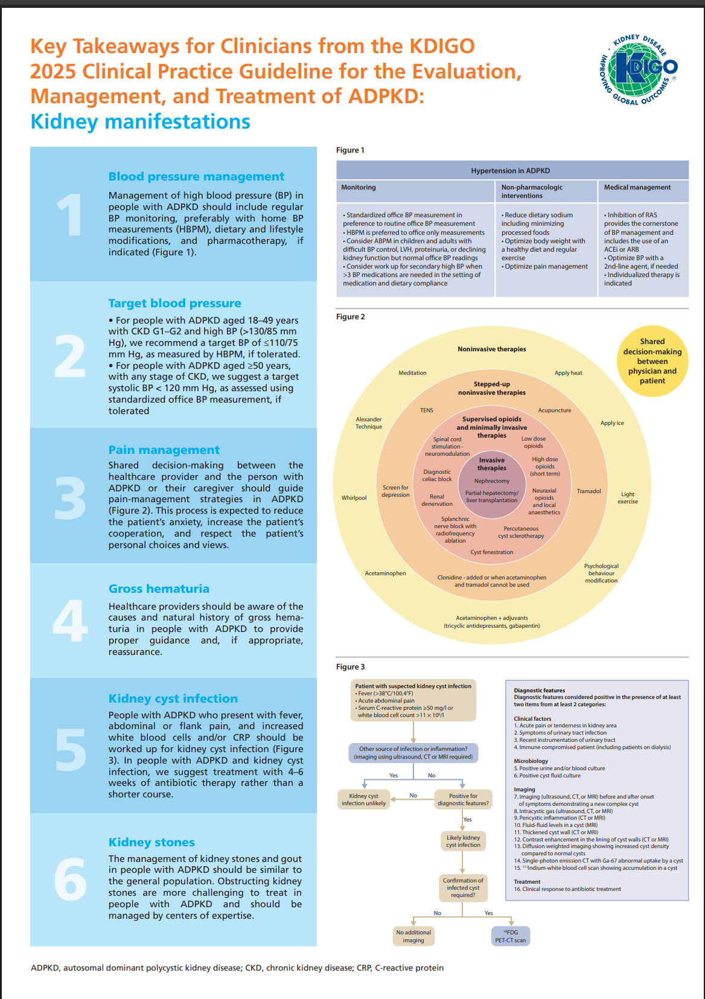 Key Takeaways for Clinicians from the KDIGO
2025 Clinical Practice Guideline for the Evaluation,
Management, and Treatment of ADPKD:
Kidney manifestations
· KIDNEY DISEASE
IMPROVING GLOBAL OUTCOMES
KDIGO
®
1
Blood pressure management
Management of high blood pressure (BP) in
people with ADPKD should include regular
BP monitoring, preferably with home BP
measurements (HBPM), dietary and lifestyle
modifications, and pharmacotherapy, if
indicated (Figure 1).
2
Target blood pressure
• For people with ADPKD aged 18–49 years
with CKD G1–G2 and high BP (>130/85 mm
Hg), we recommend a target BP of ≤110/75
mm Hg, as measured by HBPM, if tolerated.
• For people with ADPKD aged ≥50 years,
with any stage of CKD, we suggest a target
systolic BP < 120 mm Hg, as assessed using
standardized office BP measurement, if
tolerated
3
Pain management
Shared decision-making between the
healthcare provider and the person with
ADPKD or their caregiver should guide
pain-management strategies in ADPKD
(Figure 2). This process is expected to reduce
the patient's anxiety, increase the patient's
cooperation, and respect the patient's
personal choices and views.
4
Gross hematuria
Healthcare providers should be aware of the
causes and natural history of gross hema-
turia in people with ADPKD to provide
proper guidance and, if appropriate,
reassurance.
5
Kidney cyst infection
People with ADPKD who present with fever,
abdominal or flank pain, and increased
white blood cells and/or CRP should be
worked up for kidney cyst infection (Figure
3). In people with ADPKD and kidney cyst
infection, we suggest treatment with 4–6
weeks of antibiotic therapy rather than a
shorter course.
6
Kidney stones
The management of kidney stones and gout
in people with ADPKD should be similar to
the general population. Obstructing kidney
stones are more challenging to treat in
people with ADPKD and should be
managed by centers of expertise.
Figure 1
Hypertension in ADPKD
Monitoring
• Standardized office BP measurement in
preference to routine office BP measurement
• HBPM is preferred to office only measurements
• Consider ABPM in children and adults with
difficult BP control, LVH, proteinuria, or declining
kidney function but normal office BP readings
• Consider work up for secondary high BP when
>3 BP medications are needed in the setting of
medication and dietary compliance
Non-pharmacologic
interventions
• Reduce dietary sodium
including minimizing
processed foods
• Optimize body weight with
a healthy diet and regular
exercise
• Optimize pain management
Medical management
• Inhibition of RAS
provides the cornerstone
of BP management and
includes the use of an
ACEi or ARB
• Optimize BP with a
2nd-line agent, if needed
• Individualized therapy is
indicated
Figure 2
Shared
decision-making
between
physician and
patient
Noninvasive therapies
Meditation
Apply heat
Alexander
Technique
Apply ice
Whirlpool
Light
exercise
Acetaminophen
Psychological
behaviour
modification
Acetaminophen + adjuvants
(tricyclic antidepressants, gabapentin)
Stepped-up
noninvasive therapies
TENS
Acupuncture
Screen for
depression
Tramadol
Clonidine - added or when acetaminophen
and tramadol cannot be used
Supervised opioids
and minimally invasive
therapies
Spinal cord
stimulation -
neuromodulation
Low dose
opioids
High dose
opioids
(short term)
Diagnostic
celiac block
Renal
denervation
Neuraxial
opioids
and local
anaesthetics
Splanchnic
nerve block with
radiofrequency
ablation
Percutaneous
cyst sclerotherapy
Cyst fenestration
Invasive
therapies
Nephrectomy
Partial hepatectomy/
liver transplantation
Figure 3
Patient with suspected kidney cyst infection
• Fever (>38°C/100.4°F)
• Acute abdominal pain
• Serum C-reactive protein ≥50 mg/l or
white blood cell count >11 × 10⁹/l
Other source of infection or inflammation?
(imaging using ultrasound, CT or MRI required)
Yes
No
Kidney cyst
infection unlikely
No
Positive for
diagnostic features?
Yes
Likely kidney
cyst infection
Confirmation of
infected cyst
required?
No
Yes
No additional
imaging
¹⁸FDG
PET-CT scan
Diagnostic features
Diagnostic features considered positive in the presence of at least
two items from at least 2 categories:
Clinical factors
1. Acute pain or tenderness in kidney area
2. Symptoms of urinary tract infection
3. Recent instrumentation of urinary tract
4. Immune compromised patient (including patients on dialysis)
Microbiology
5. Positive urine and/or blood culture
6. Positive cyst fluid culture
Imaging
7. Imaging (ultrasound, CT, or MRI) before and after onset
of symptoms demonstrating a new complex cyst
8. Intracystic gas (ultrasound, CT, or MRI)
9. Pericystic inflammation (CT or MRI)
10. Fluid-fluid levels in a cyst (MRI)
11. Thickened cyst wall (CT or MRI)
12. Contrast enhancement in the lining of cyst walls (CT or MRI)
13. Diffusion weighted imaging showing increased cyst density
compared to normal cysts
14. Single-photon emission CT with Ga-67 abnormal uptake by a cyst
15. ¹¹¹Indium-white blood cell scan showing accumulation in a cyst
Treatment
16. Clinical response to antibiotic treatment
ADPKD, autosomal dominant polycystic kidney disease; CKD, chronic kidney disease; CRP, C-reactive protein